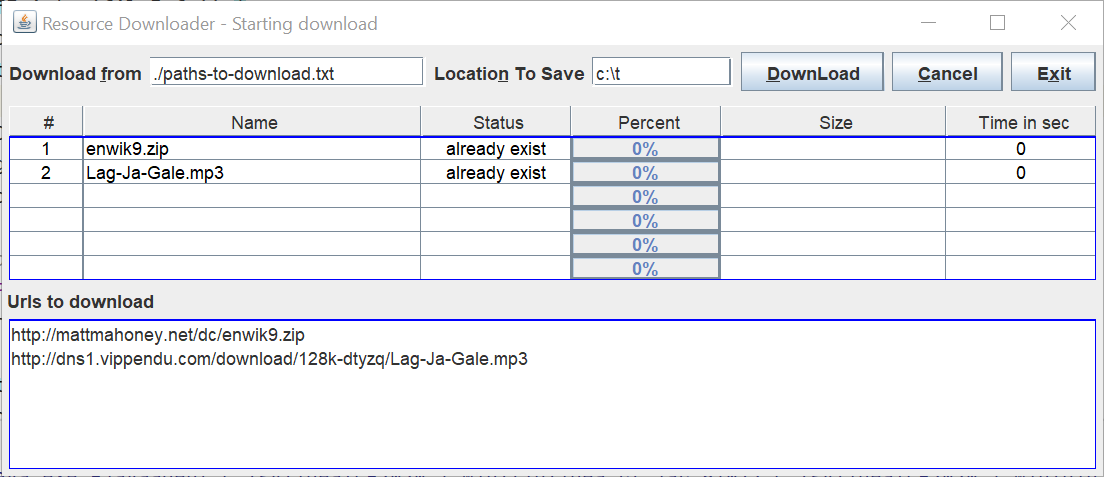 Resource Downloader - Starting download
Download from ./paths-to-download.txt Location To Save c:\t DownLoad Cancel Exit
# Name Status Percent Size Time in sec
1 enwik9.zip already exist 0% 0
2 Lag-Ja-Gale.mp3 already exist 0% 0
0%
0%
0%
0%
Urls to download
http://mattmahoney.net/dc/enwik9.zip
http://dns1.vippendu.com/download/128k-dtyzq/Lag-Ja-Gale.mp3